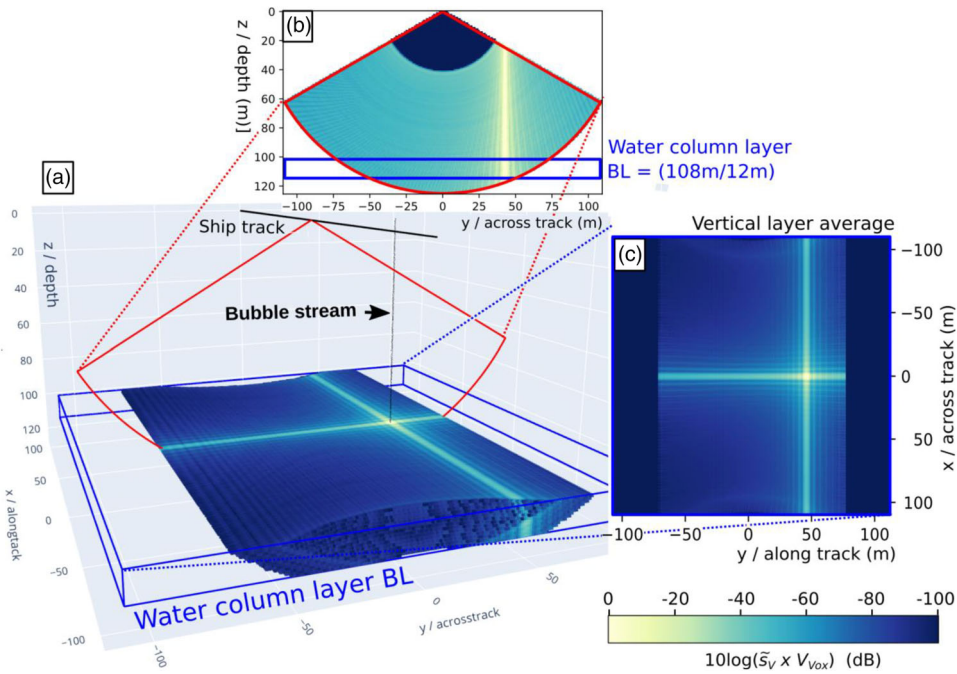 (b)
z / depth (m)]
0
20
40
60
80
100
120
−100 −75 −50 −25 0 25 50 75 100
y / across track (m)
Water column layer
BL = (108m/12m)
(a)
Ship track
z / depth
0
20
40
60
80
100
120
Bubble stream
100
50
0
−50
−100
x / alongtack
−100
−50
0
50
y / acrosstrack
Water column layer BL
Vertical layer average
(c)
−100
−50
0
50
100
x / across track (m)
−100 −50 0 50 100
y / along track (m)
0 -20 -40 -60 -80 -100
10log(s̃V x VVox) (dB)